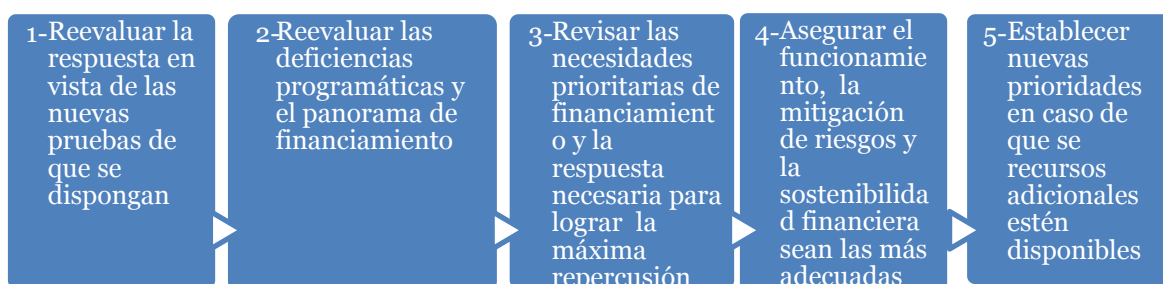 1-Reevaluar la
respuesta en
vista de las
nuevas
pruebas de
que se
dispongan
2-Reevaluar las
deficiencias
programáticas y
el panorama de
financiamiento
3-Revisar las
necesidades
prioritarias de
financiamient
o y la
respuesta
necesaria para
lograr la
máxima
repercusión
4-Asegurar el
funcionamie
nto, la
mitigación
de riesgos y
la
sostenibilida
d financiera
sean las más
adecuadas
5-Establecer
nuevas
prioridades
en caso de
que se
recursos
adicionales
estén
disponibles